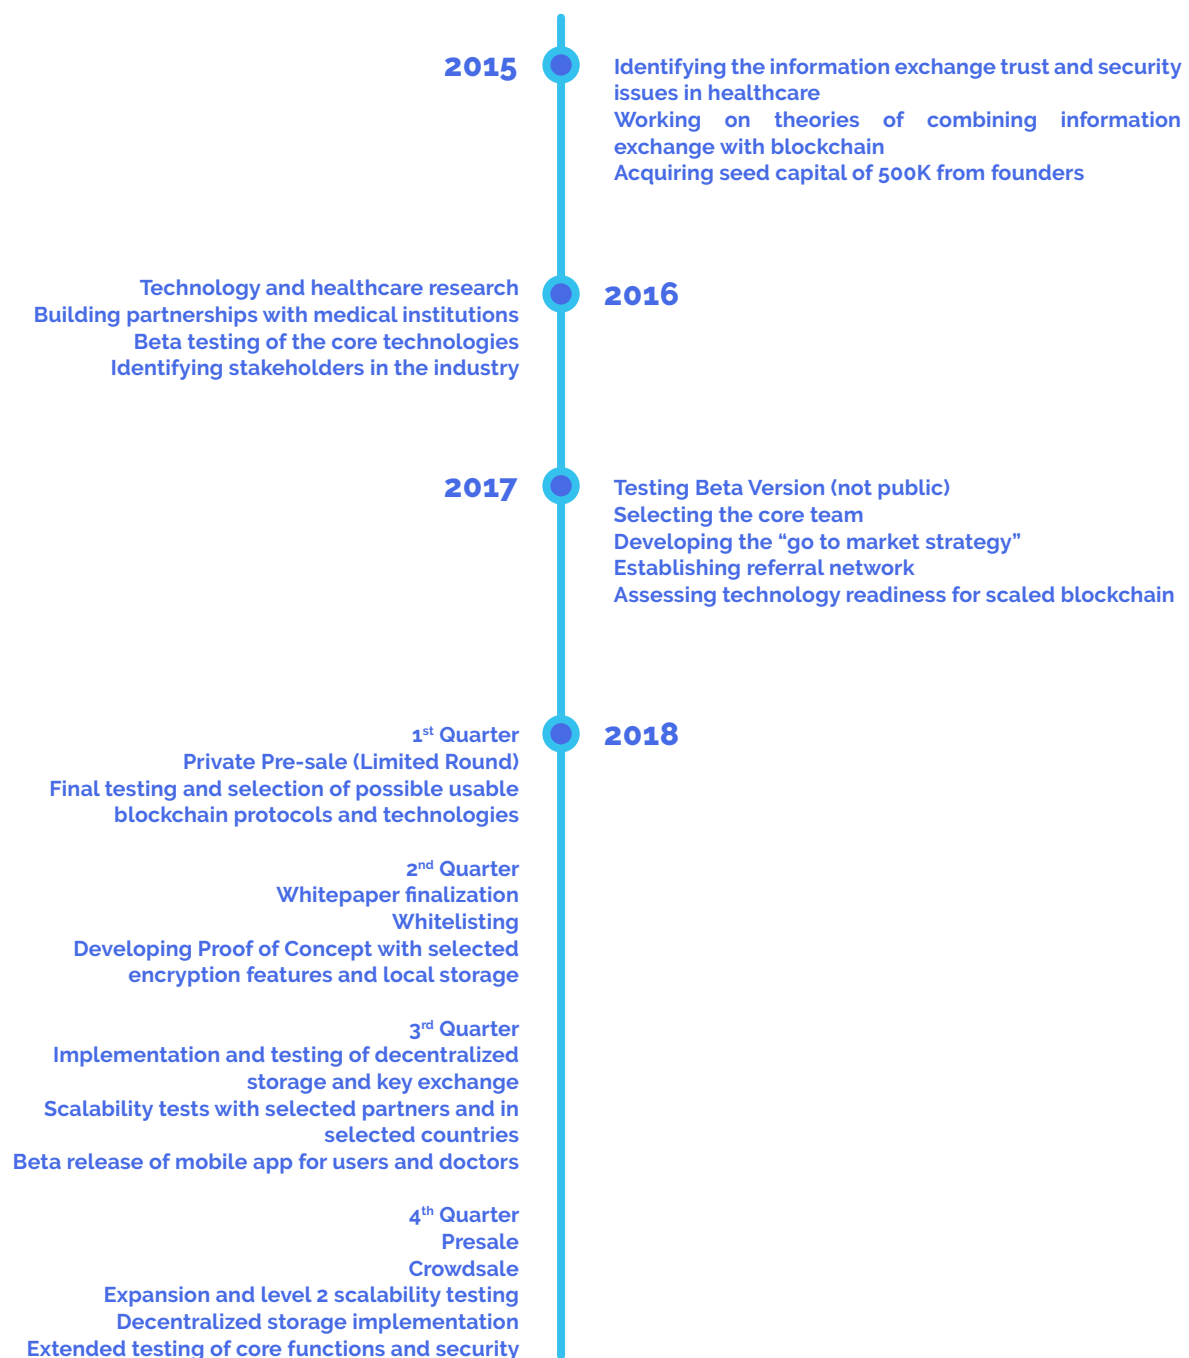 2015
Identifying the information exchange trust and security
issues in healthcare
Working on theories of combining information
exchange with blockchain
Acquiring seed capital of 500K from founders
2016
Technology and healthcare research
Building partnerships with medical institutions
Beta testing of the core technologies
Identifying stakeholders in the industry
2017
Testing Beta Version (not public)
Selecting the core team
Developing the “go to market strategy”
Establishing referral network
Assessing technology readiness for scaled blockchain
2018
1st Quarter
Private Pre-sale (Limited Round)
Final testing and selection of possible usable
blockchain protocols and technologies
2nd Quarter
Whitepaper finalization
Whitelisting
Developing Proof of Concept with selected
encryption features and local storage
3rd Quarter
Implementation and testing of decentralized
storage and key exchange
Scalability tests with selected partners and in
selected countries
Beta release of mobile app for users and doctors
4th Quarter
Presale
Crowdsale
Expansion and level 2 scalability testing
Decentralized storage implementation
Extended testing of core functions and security